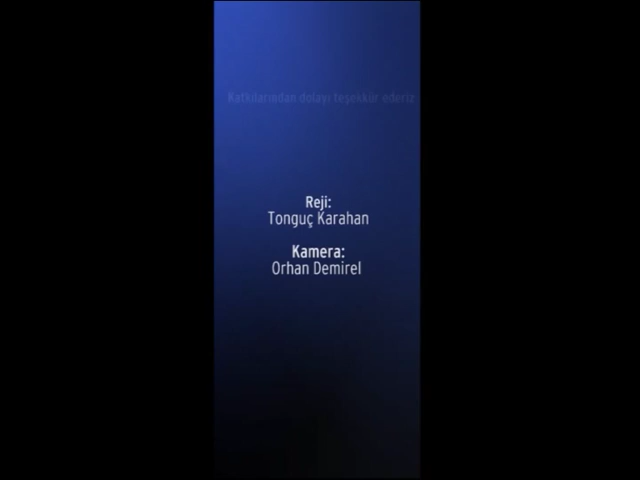 Katkılarından dolayı teşekkür ederiz
Reji:
Tonguç Karahan
Kamera:
Orhan Demirel